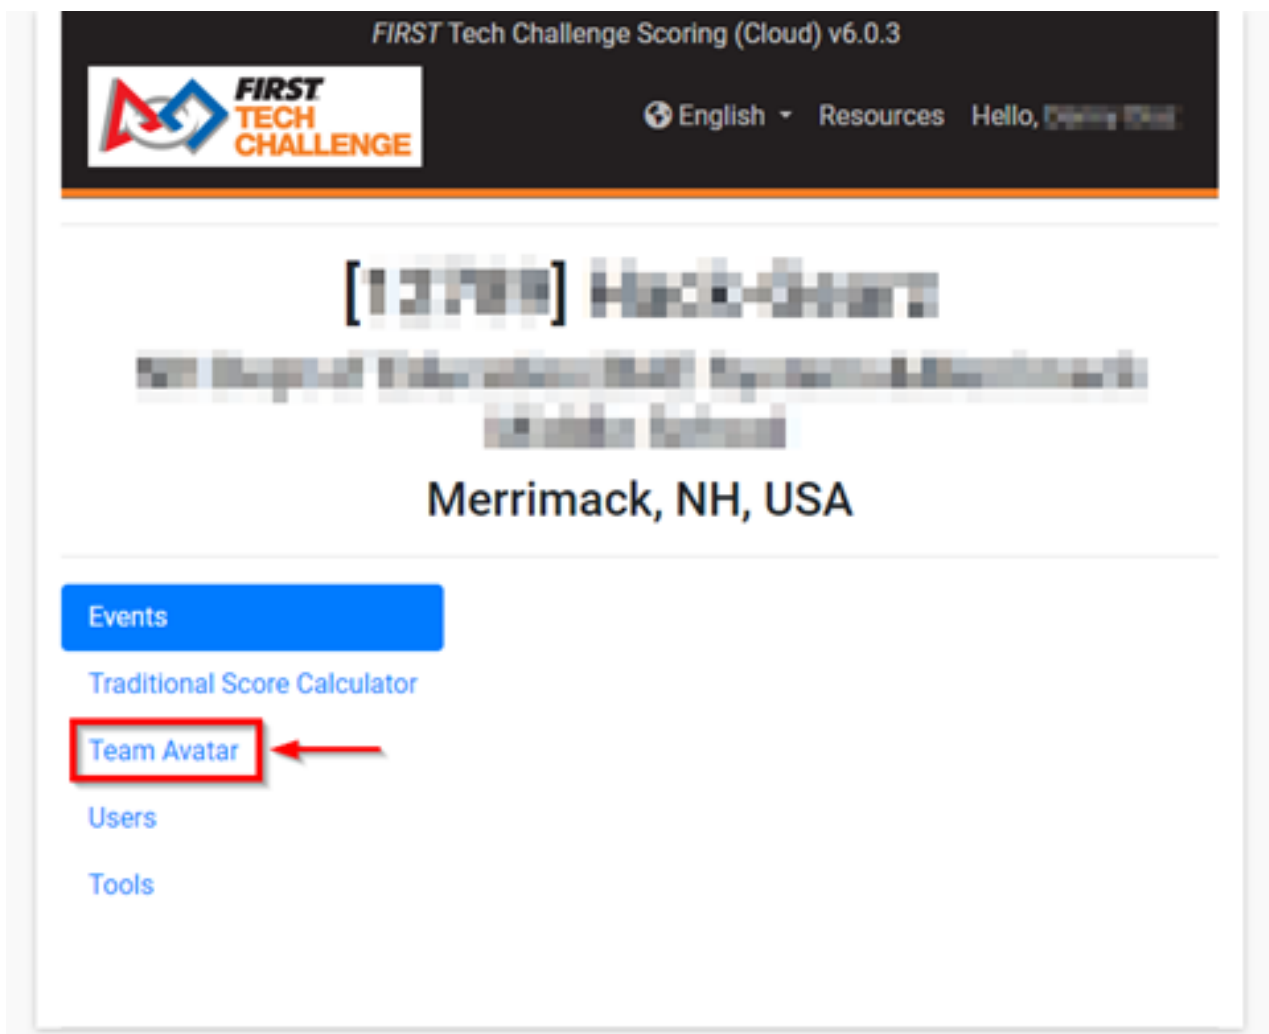 FIRST Tech Challenge Scoring (Cloud) v6.0.3
FIRST
TECH
CHALLENGE
English Resources Hello,
[ ]
Merrimack, NH, USA
Events
Traditional Score Calculator
Team Avatar
Users
Tools